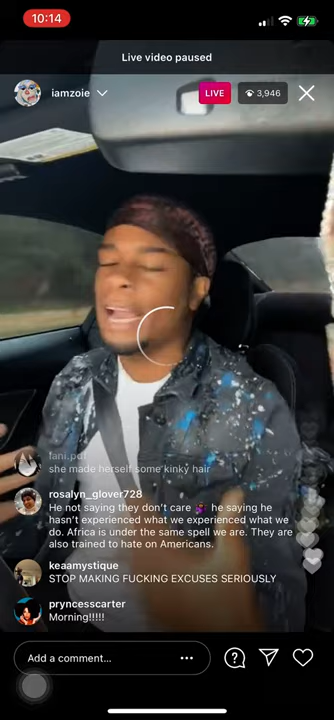 10:14
Live video paused
iamzoie
LIVE
3,946
fani.pdf
she made herself some kinky hair
rosalyn_glover728
He not saying they don't care he saying he
hasn't experienced what we experienced what we
do. Africa is under the same spell we are. They are
also trained to hate on Americans.
keaamystique
STOP MAKING FUCKING EXCUSES SERIOUSLY
pryncesscarter
Morning!!!!!
Add a comment...